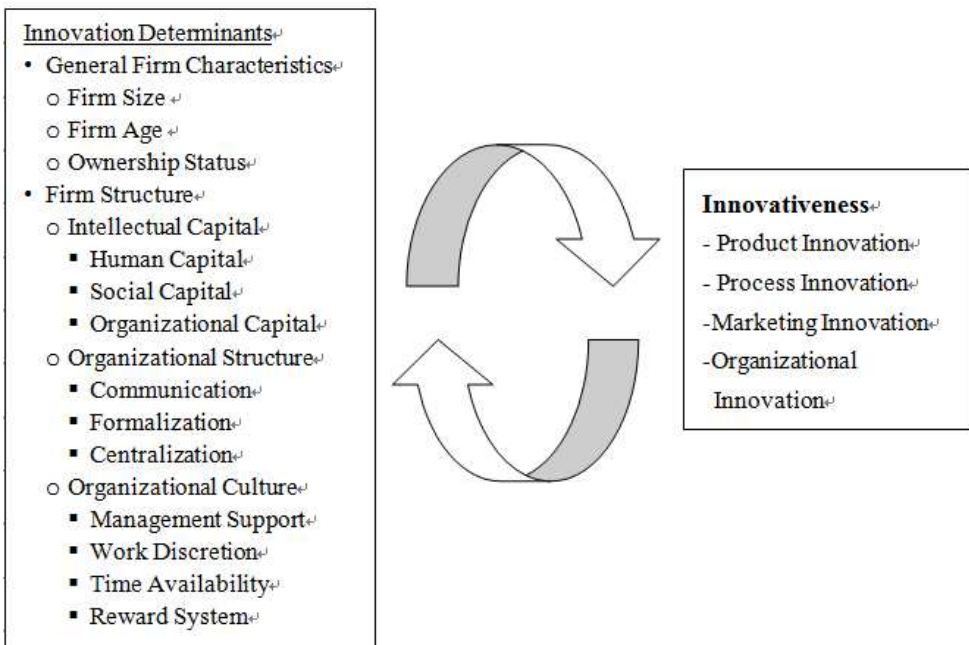 Innovation Determinants↵
• General Firm Characteristics↵
o Firm Size ↵
o Firm Age ↵
o Ownership Status↵
• Firm Structure↵
o Intellectual Capital↵
▪ Human Capital↵
▪ Social Capital↵
▪ Organizational Capital↵
o Organizational Structure↵
▪ Communication↵
▪ Formalization↵
▪ Centralization↵
o Organizational Culture↵
▪ Management Support↵
▪ Work Discretion↵
▪ Time Availability↵
▪ Reward System↵
Innovativeness↵
- Product Innovation↵
- Process Innovation↵
-Marketing Innovation↵
-Organizational
Innovation↵